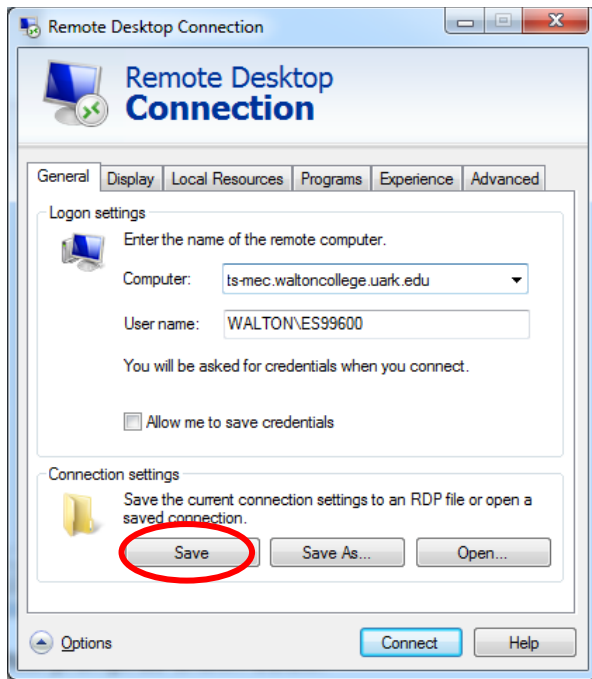 Remote Desktop Connection
Remote Desktop
Connection
General Display Local Resources Programs Experience Advanced
Logon settings
Enter the name of the remote computer.
Computer: ts-mec.waltoncollege.uark.edu
User name: WALTON\ES99600
You will be asked for credentials when you connect.
Allow me to save credentials
Connection settings
Save the current connection settings to an RDP file or open a
saved connection.
Save Save As... Open...
Options Connect Help